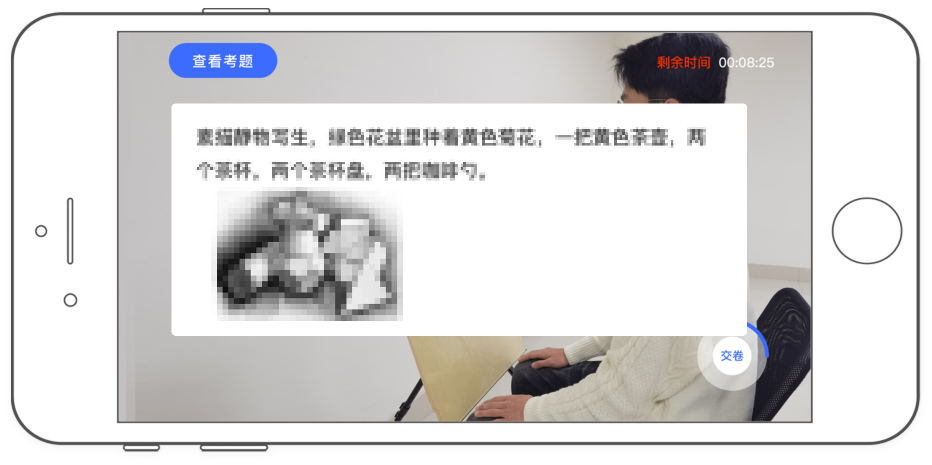 查看考题
剩余时间 00:08:25
素描静物写生，绿色花盆里种着黄色菊花，一把黄色茶壶，两
个茶杯，两个茶杯盘，两把咖啡勺。
交卷